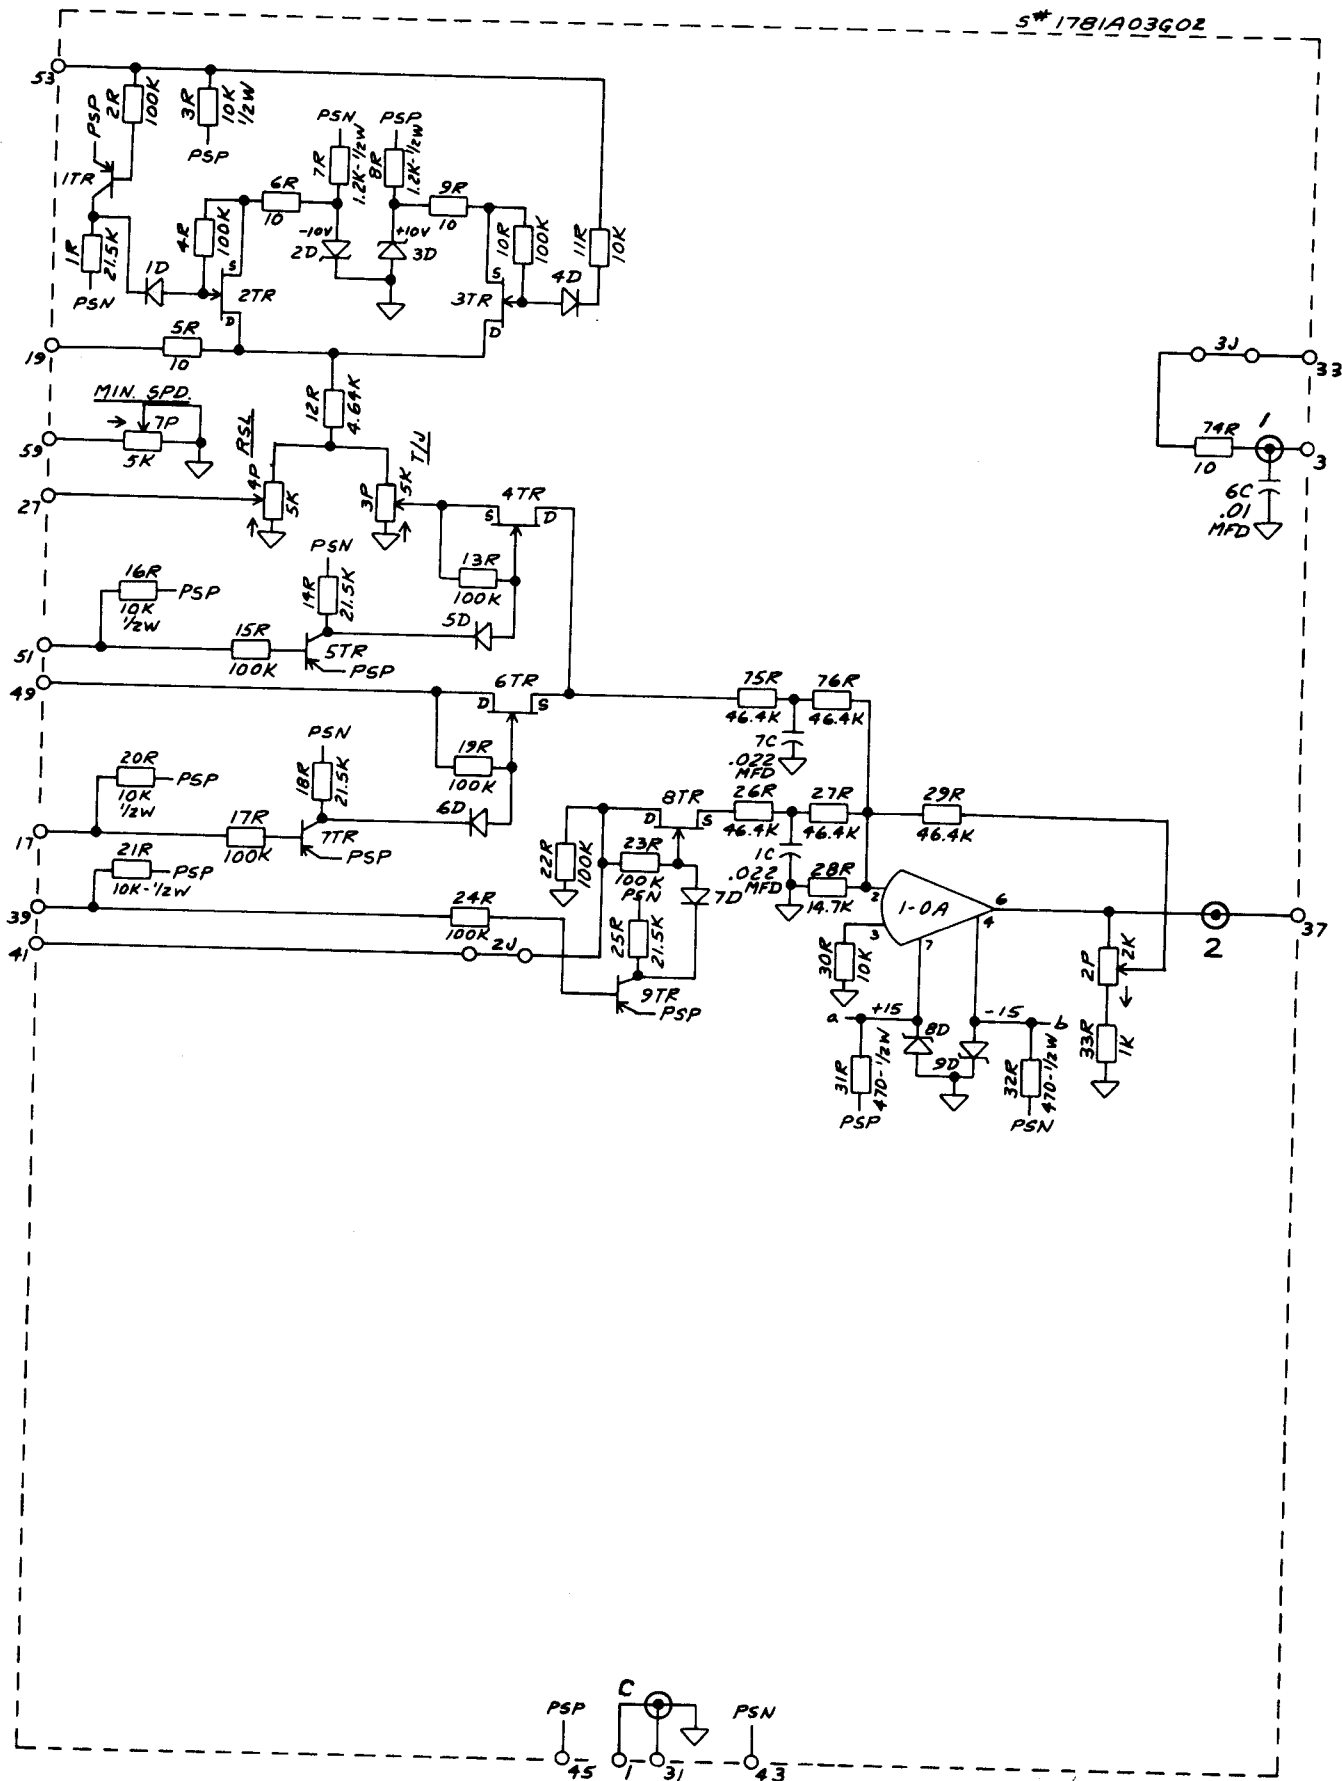 S# 1781A03G02
53
2R
100K
3R
10K
1/2W
PSP
PSP
1TR
1R
21.5K
PSN
1D
4R
100K
S
2TR
D
6R
10
PSN
7R
1.2K-1/2W
-10V
2D
PSP
8R
1.2K-1/2W
+10V
3D
9R
10
10R
100K
S
3TR
D
4D
11R
10K
19
5R
10
12R
4.64K
MIN. SPD.
7P
5K
59
RSL
4P
5K
T/J
3P
5K
27
4TR
S
D
13R
100K
5D
PSN
14R
21.5K
16R
10K
1/2W
PSP
51
15R
100K
5TR
PSP
49
6TR
D
S
19R
100K
6D
PSN
18R
21.5K
20R
10K
1/2W
PSP
17
17R
100K
7TR
PSP
21R
10K-1/2W
PSP
39
24R
100K
41
2J
22R
100K
8TR
D
S
23R
100K
PSN
25R
21.5K
7D
9TR
PSP
75R
46.4K
76R
46.4K
7C
.022
MFD
26R
46.4K
27R
46.4K
1C
.022
MFD
28R
14.7K
29R
46.4K
1-OA
2
3
7
4
6
30R
10K
a
+15
8D
-15
b
9D
31R
470-1/2W
PSP
32R
470-1/2W
PSN
2P
2K
33R
1K
2
37
3J
33
74R
10
1
3
6C
.01
MFD
PSP
45
C
1
31
PSN
43